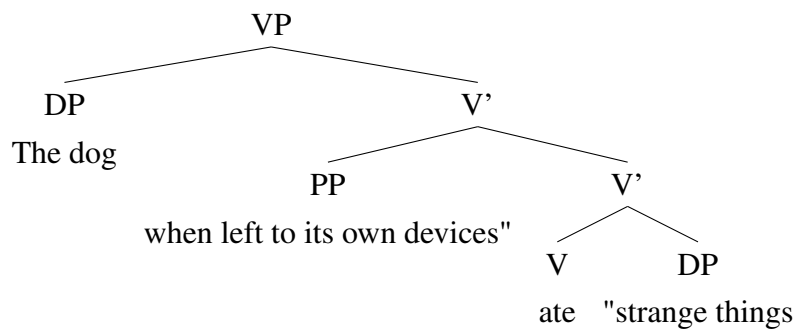 VP
DP V’
The dog
PP V’
when left to its own devices"
V DP
ate "strange things